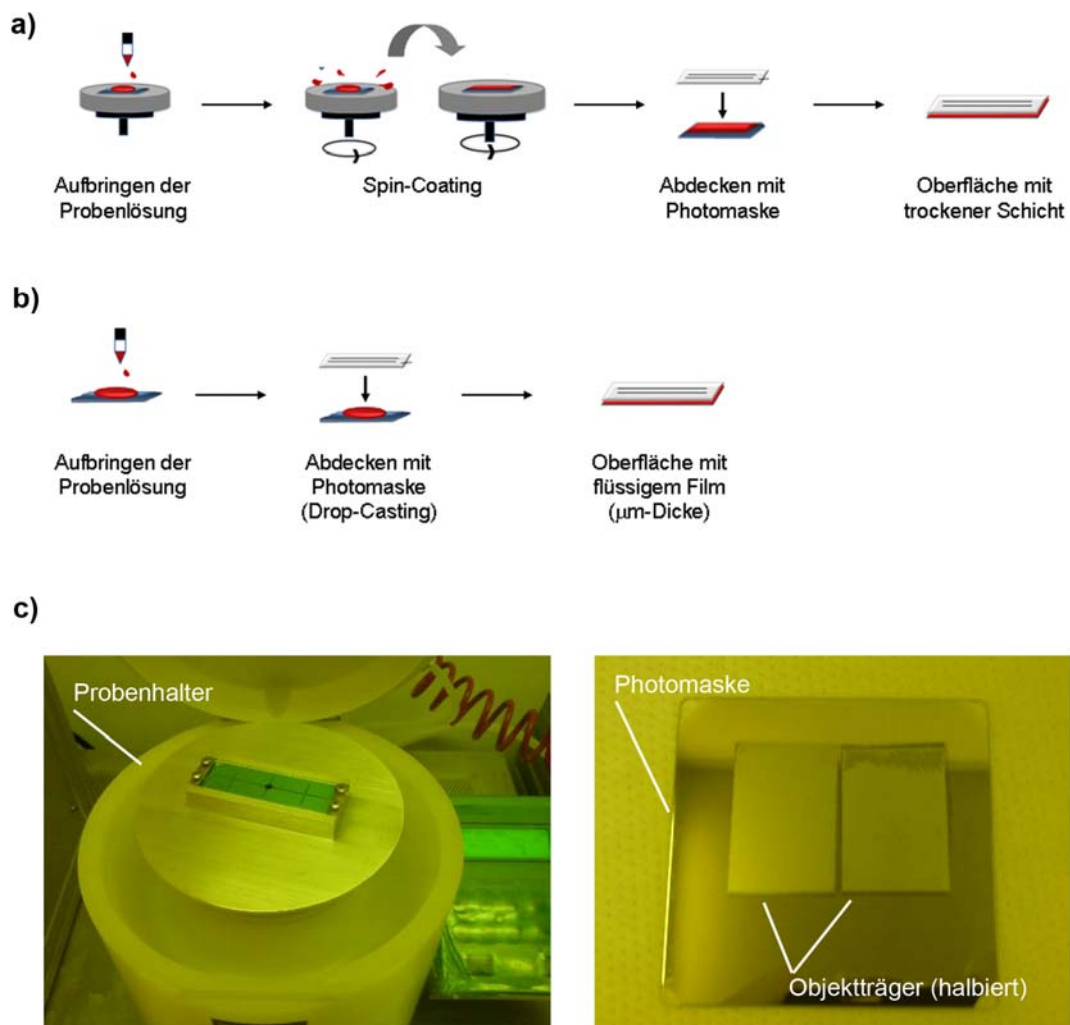 a)
Aufbringen der
Probenlösung
Spin-Coating
Abdecken mit
Photomaske
Oberfläche mit
trockener Schicht
b)
Aufbringen der
Probenlösung
Abdecken mit
Photomaske
(Drop-Casting)
Oberfläche mit
flüssigem Film
(µm-Dicke)
c)
Probenhalter
Photomaske
Objektträger (halbiert)